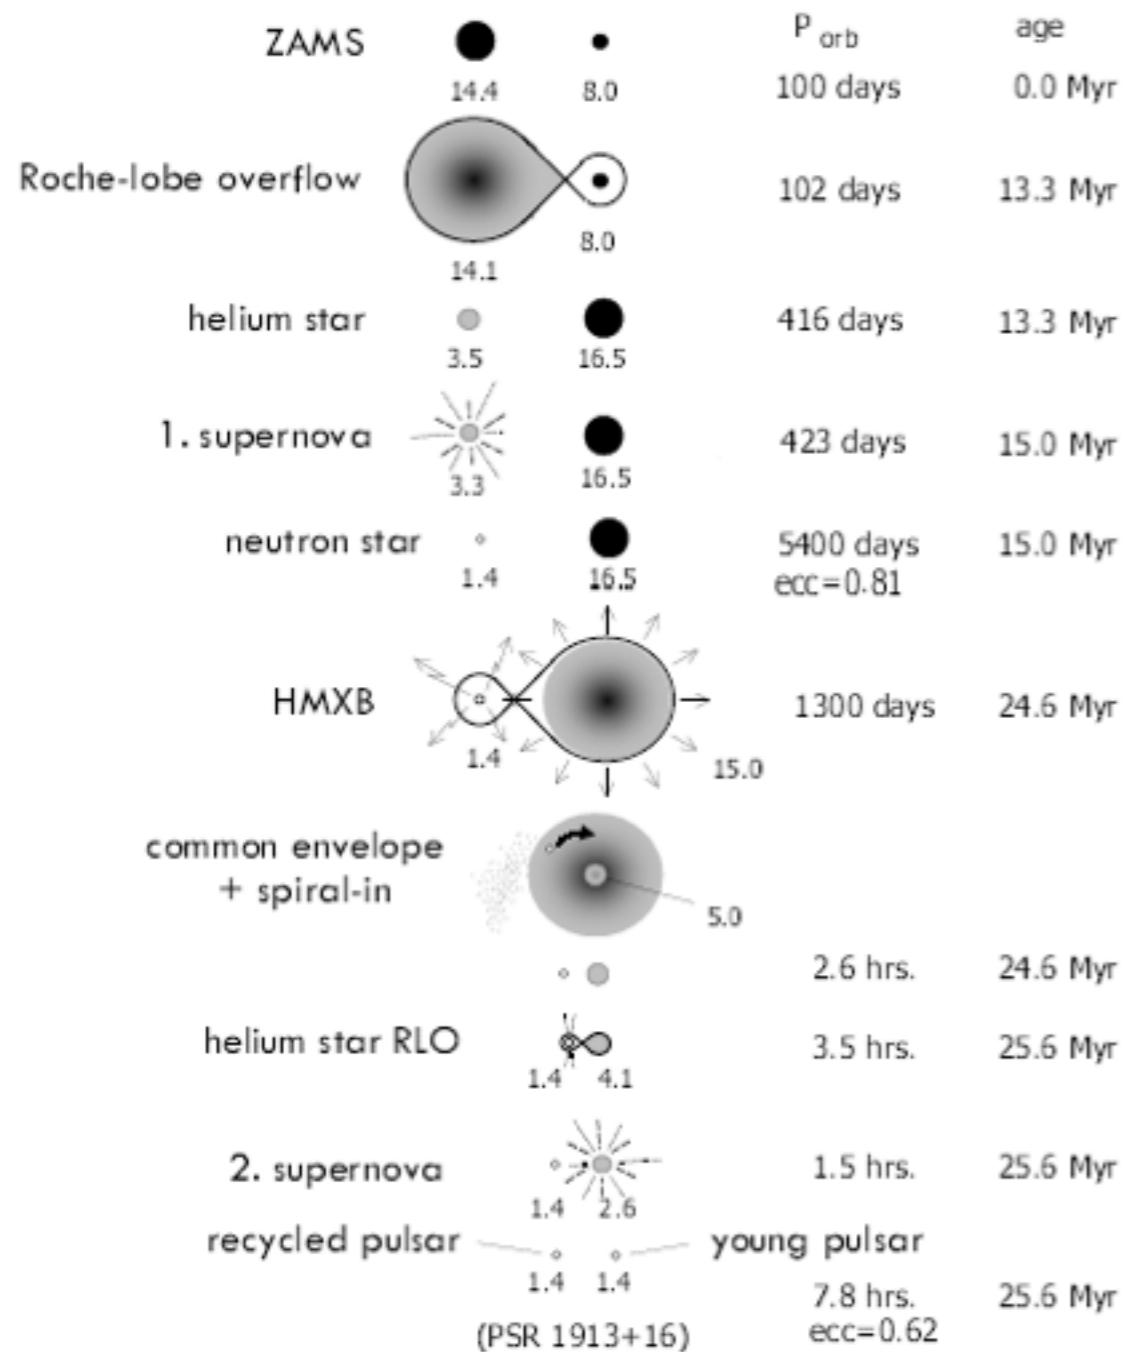 P orb age
ZAMS
14.4 8.0 100 days 0.0 Myr
Roche-lobe overflow 102 days 13.3 Myr
8.0
14.1
helium star 416 days 13.3 Myr
3.5 16.5
1. supernova 423 days 15.0 Myr
3.3 16.5
neutron star 5400 days 15.0 Myr
1.4 16.5 ecc=0.81
HMXB 1300 days 24.6 Myr
1.4 15.0
common envelope
+ spiral-in
5.0
2.6 hrs. 24.6 Myr
helium star RLO 3.5 hrs. 25.6 Myr
1.4 4.1
2. supernova 1.5 hrs. 25.6 Myr
1.4 2.6
recycled pulsar young pulsar
1.4 1.4
7.8 hrs. 25.6 Myr
(PSR 1913+16) ecc=0.62